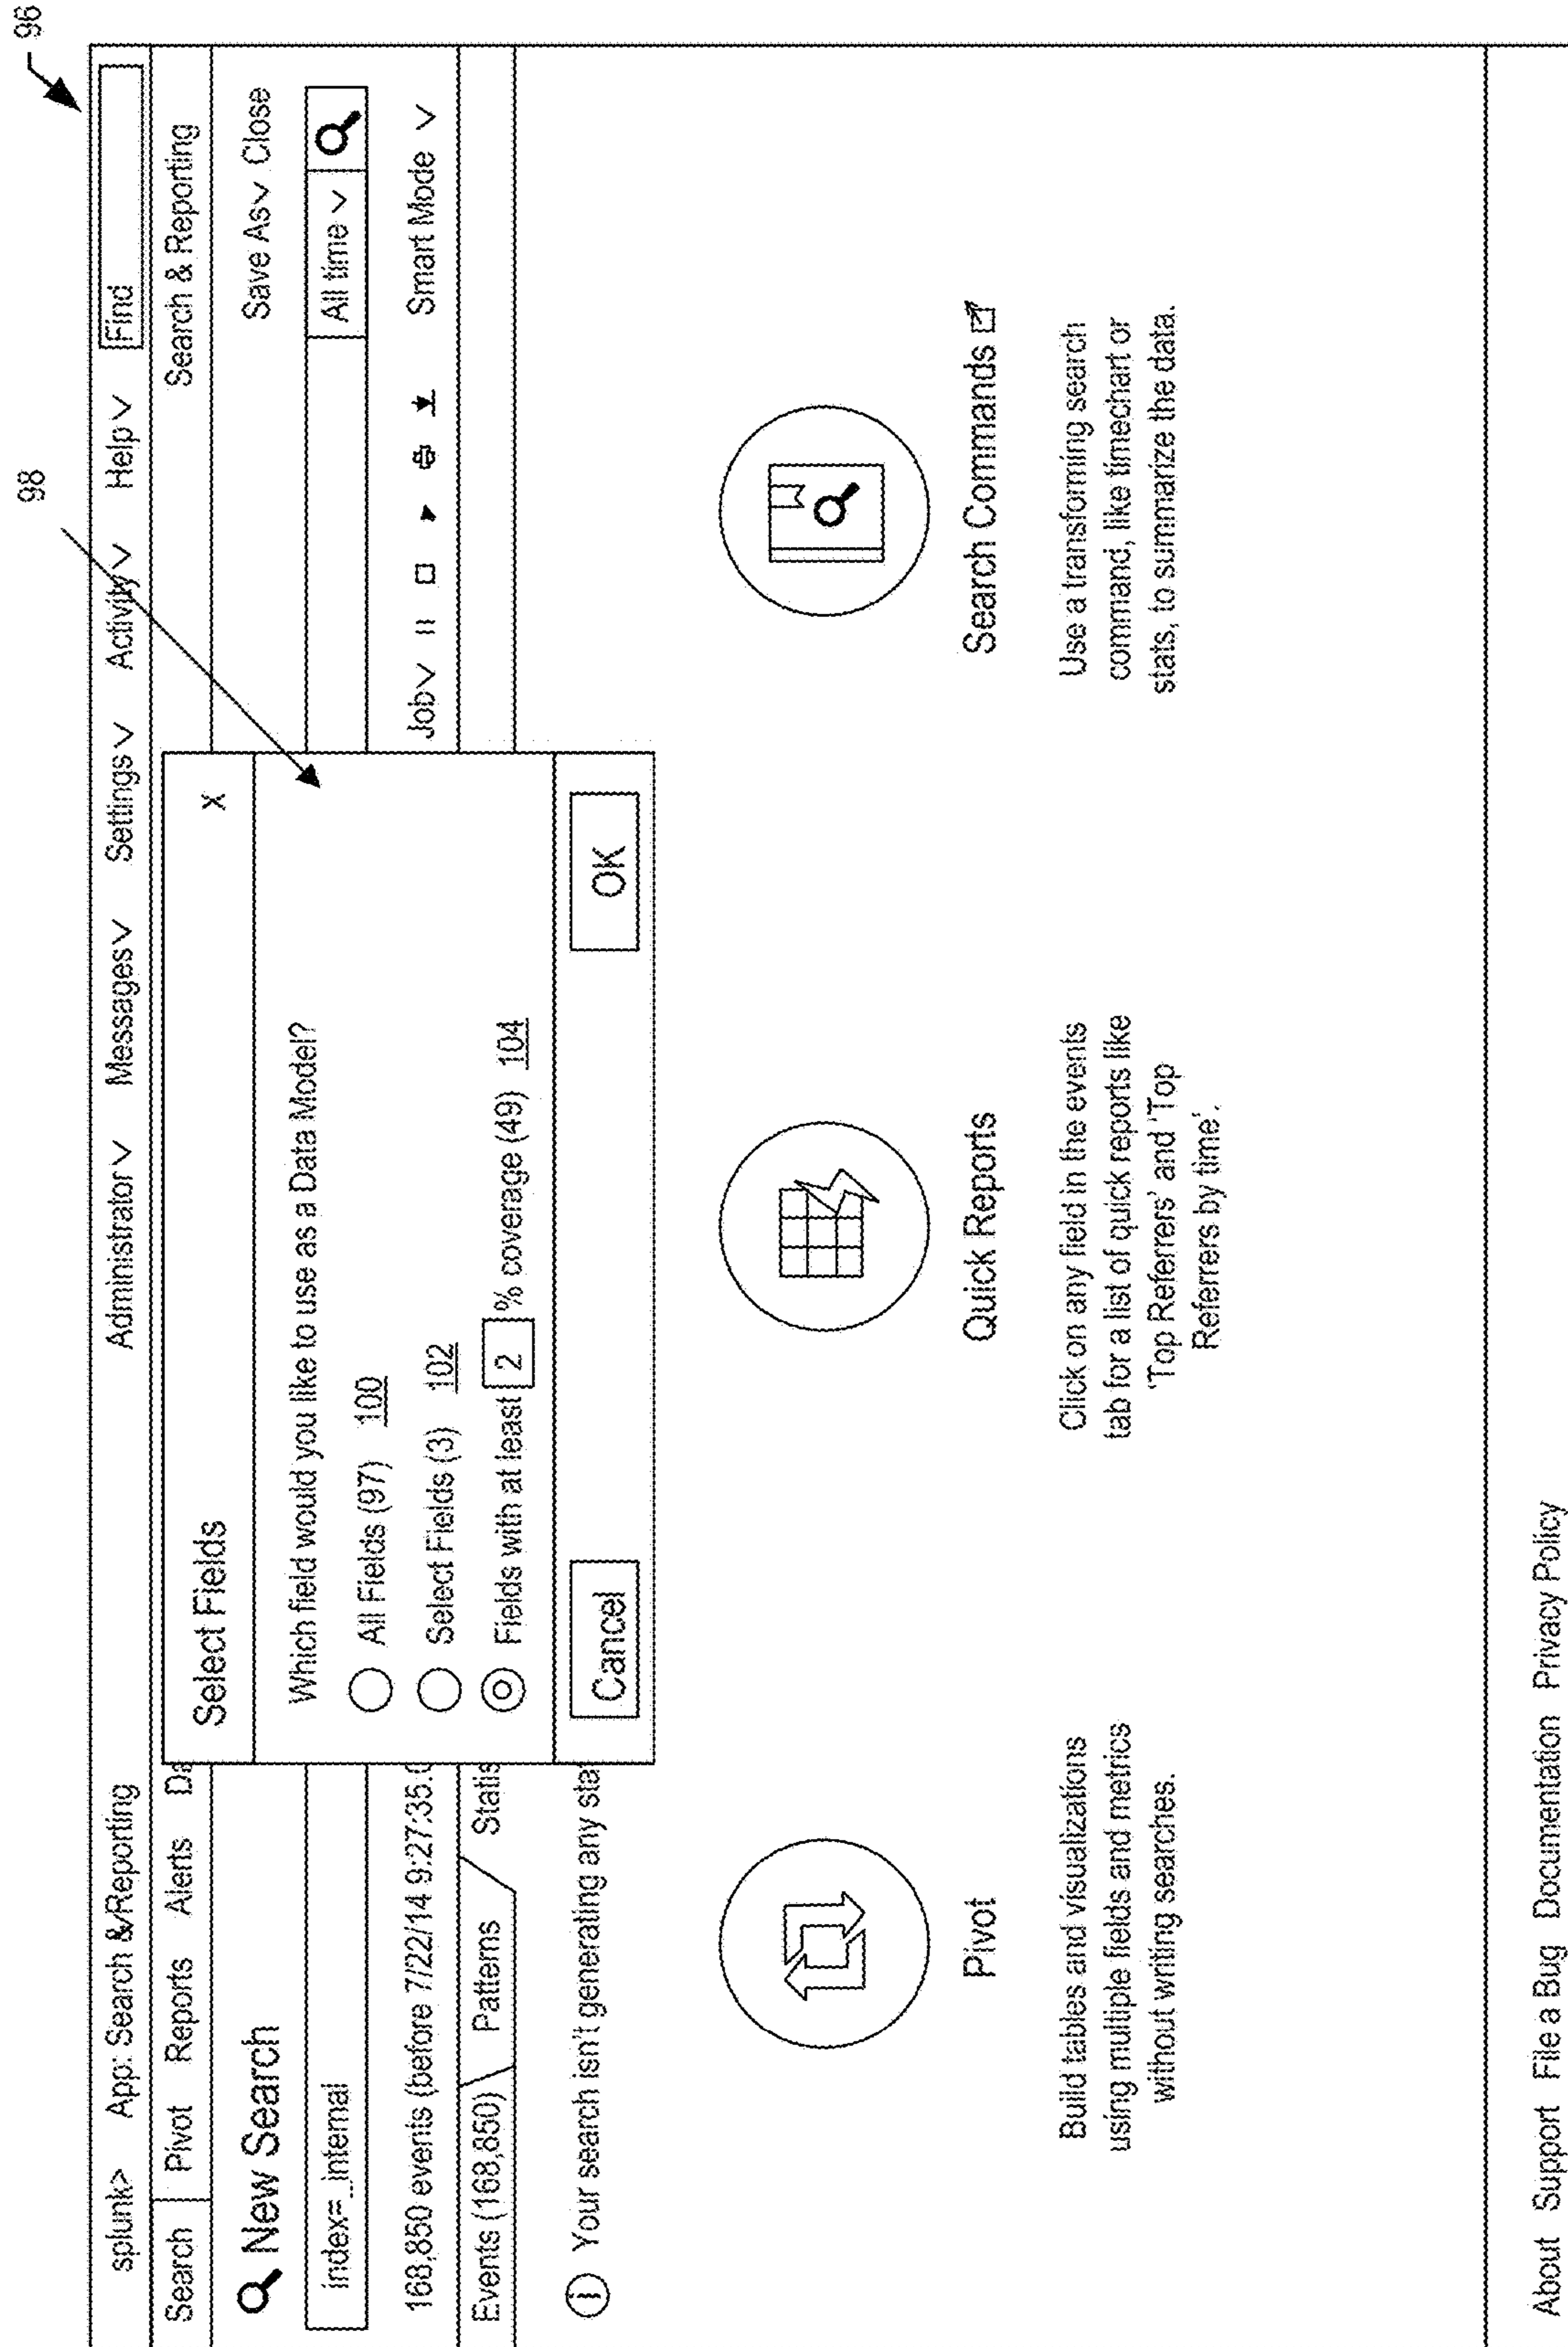 96
98
splunk> App: Search &Reporting Administrator Messages Settings Activity Help Find
Search Pivot Reports Alerts Da Search & Reporting
New Search Save As Close
index=_internal All time
168,850 events (before 7/22/14 9:27:35.0 Job Smart Mode
Events (168,850) Patterns Statis
Your search isn't generating any sta
Select Fields X
Which field would you like to use as a Data Model?
All Fields (97) 100
Select Fields (3) 102
Fields with at least 2 % coverage (49) 104
Cancel OK
Pivot
Build tables and visualizations
using multiple fields and metrics
without writing searches.
Quick Reports
Click on any field in the events
tab for a list of quick reports like
'Top Referrers' and 'Top
Referrers by time'.
Search Commands
Use a transforming search
command, like timechart or
stats, to summarize the data.
About Support File a Bug Documentation Privacy Policy